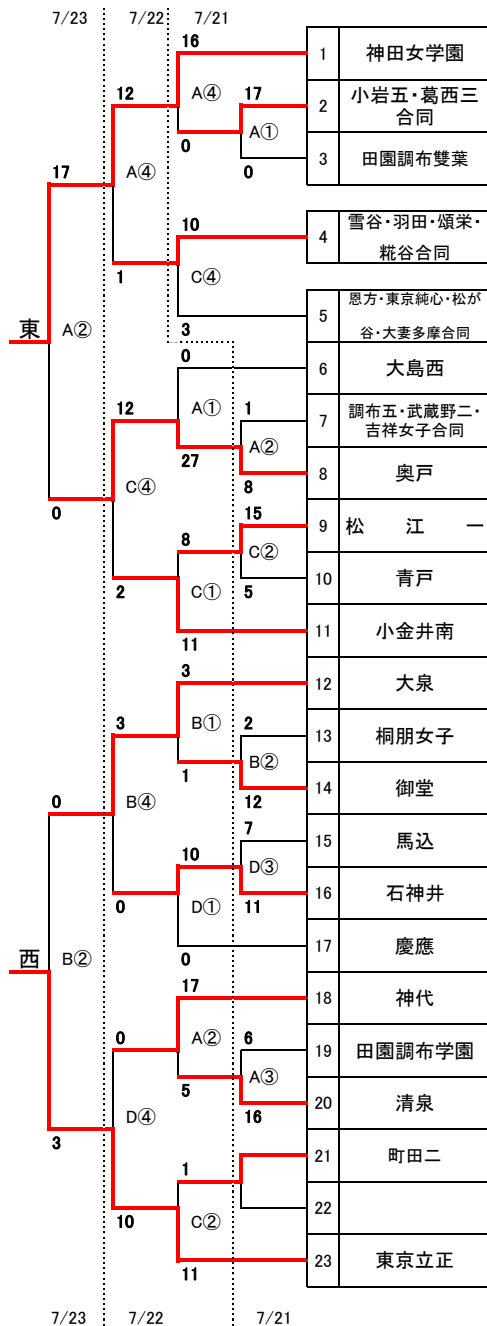 7/23 7/22 7/21
16
1 神田女学園
12 A④ 17
2 小岩五・葛西三
合同
A①
0 0
3 田園調布雙葉
17 A④
10
4 雪谷・羽田・頌栄・
糀谷合同
1 C④
東 A②
3
5 恩方・東京純心・松が
谷・大妻多摩合同
0
6 大島西
12 A① 1
7 調布五・武蔵野二・
吉祥女子合同
A②
27 8
8 奥戸
0 C④ 15
8
9 松 江 一
C②
2 C① 5
10 青戸
11
11 小金井南
3
12 大泉
3 B① 2
13 桐朋女子
B②
1 12
14 御堂
0 B④ 7
15 馬込
10 D③
0 D① 11
16 石神井
0
17 慶應
西 B②
17
18 神代
0 A② 6
19 田園調布学園
A③
5 16
20 清泉
3 D④
1
21 町田二
10 C②
22
11
23 東京立正
7/23 7/22 7/21